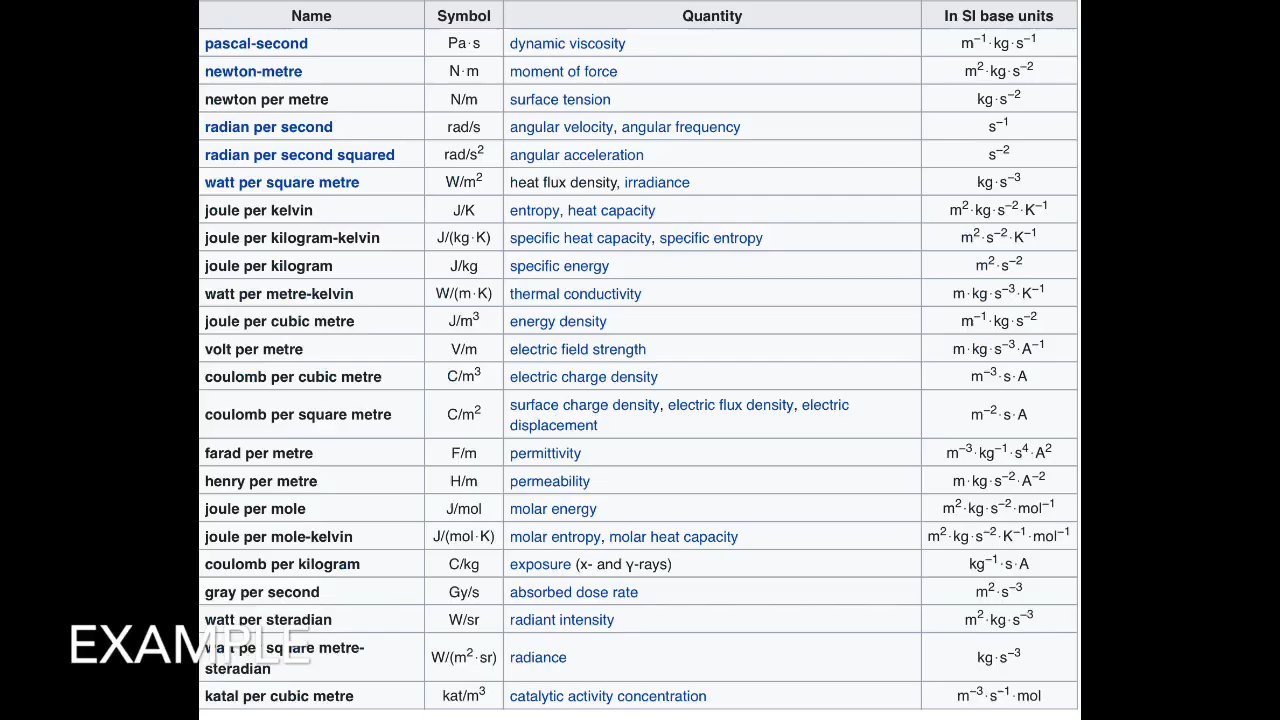 Name Symbol Quantity In SI base units
pascal-second Pa·s dynamic viscosity m⁻¹·kg·s⁻¹
newton-metre N·m moment of force m²·kg·s⁻²
newton per metre N/m surface tension kg·s⁻²
radian per second rad/s angular velocity, angular frequency s⁻¹
radian per second squared rad/s² angular acceleration s⁻²
watt per square metre W/m² heat flux density, irradiance kg·s⁻³
joule per kelvin J/K entropy, heat capacity m²·kg·s⁻²·K⁻¹
joule per kilogram-kelvin J/(kg·K) specific heat capacity, specific entropy m²·s⁻²·K⁻¹
joule per kilogram J/kg specific energy m²·s⁻²
watt per metre-kelvin W/(m·K) thermal conductivity m·kg·s⁻³·K⁻¹
joule per cubic metre J/m³ energy density m⁻¹·kg·s⁻²
volt per metre V/m electric field strength m·kg·s⁻³·A⁻¹
coulomb per cubic metre C/m³ electric charge density m⁻³·s·A
coulomb per square metre C/m² surface charge density, electric flux density, electric m⁻²·s·A
displacement
farad per metre F/m permittivity m⁻³·kg⁻¹·s⁴·A²
henry per metre H/m permeability m·kg·s⁻²·A⁻²
joule per mole J/mol molar energy m²·kg·s⁻²·mol⁻¹
joule per mole-kelvin J/(mol·K) molar entropy, molar heat capacity m²·kg·s⁻²·K⁻¹·mol⁻¹
coulomb per kilogram C/kg exposure (x- and γ-rays) kg⁻¹·s·A
gray per second Gy/s absorbed dose rate m²·s⁻³
watt per steradian W/sr radiant intensity m²·kg·s⁻³
watt per square metre-
steradian W/(m²·sr) radiance kg·s⁻³
katal per cubic metre kat/m³ catalytic activity concentration m⁻³·s⁻¹·mol
EXAMPLE